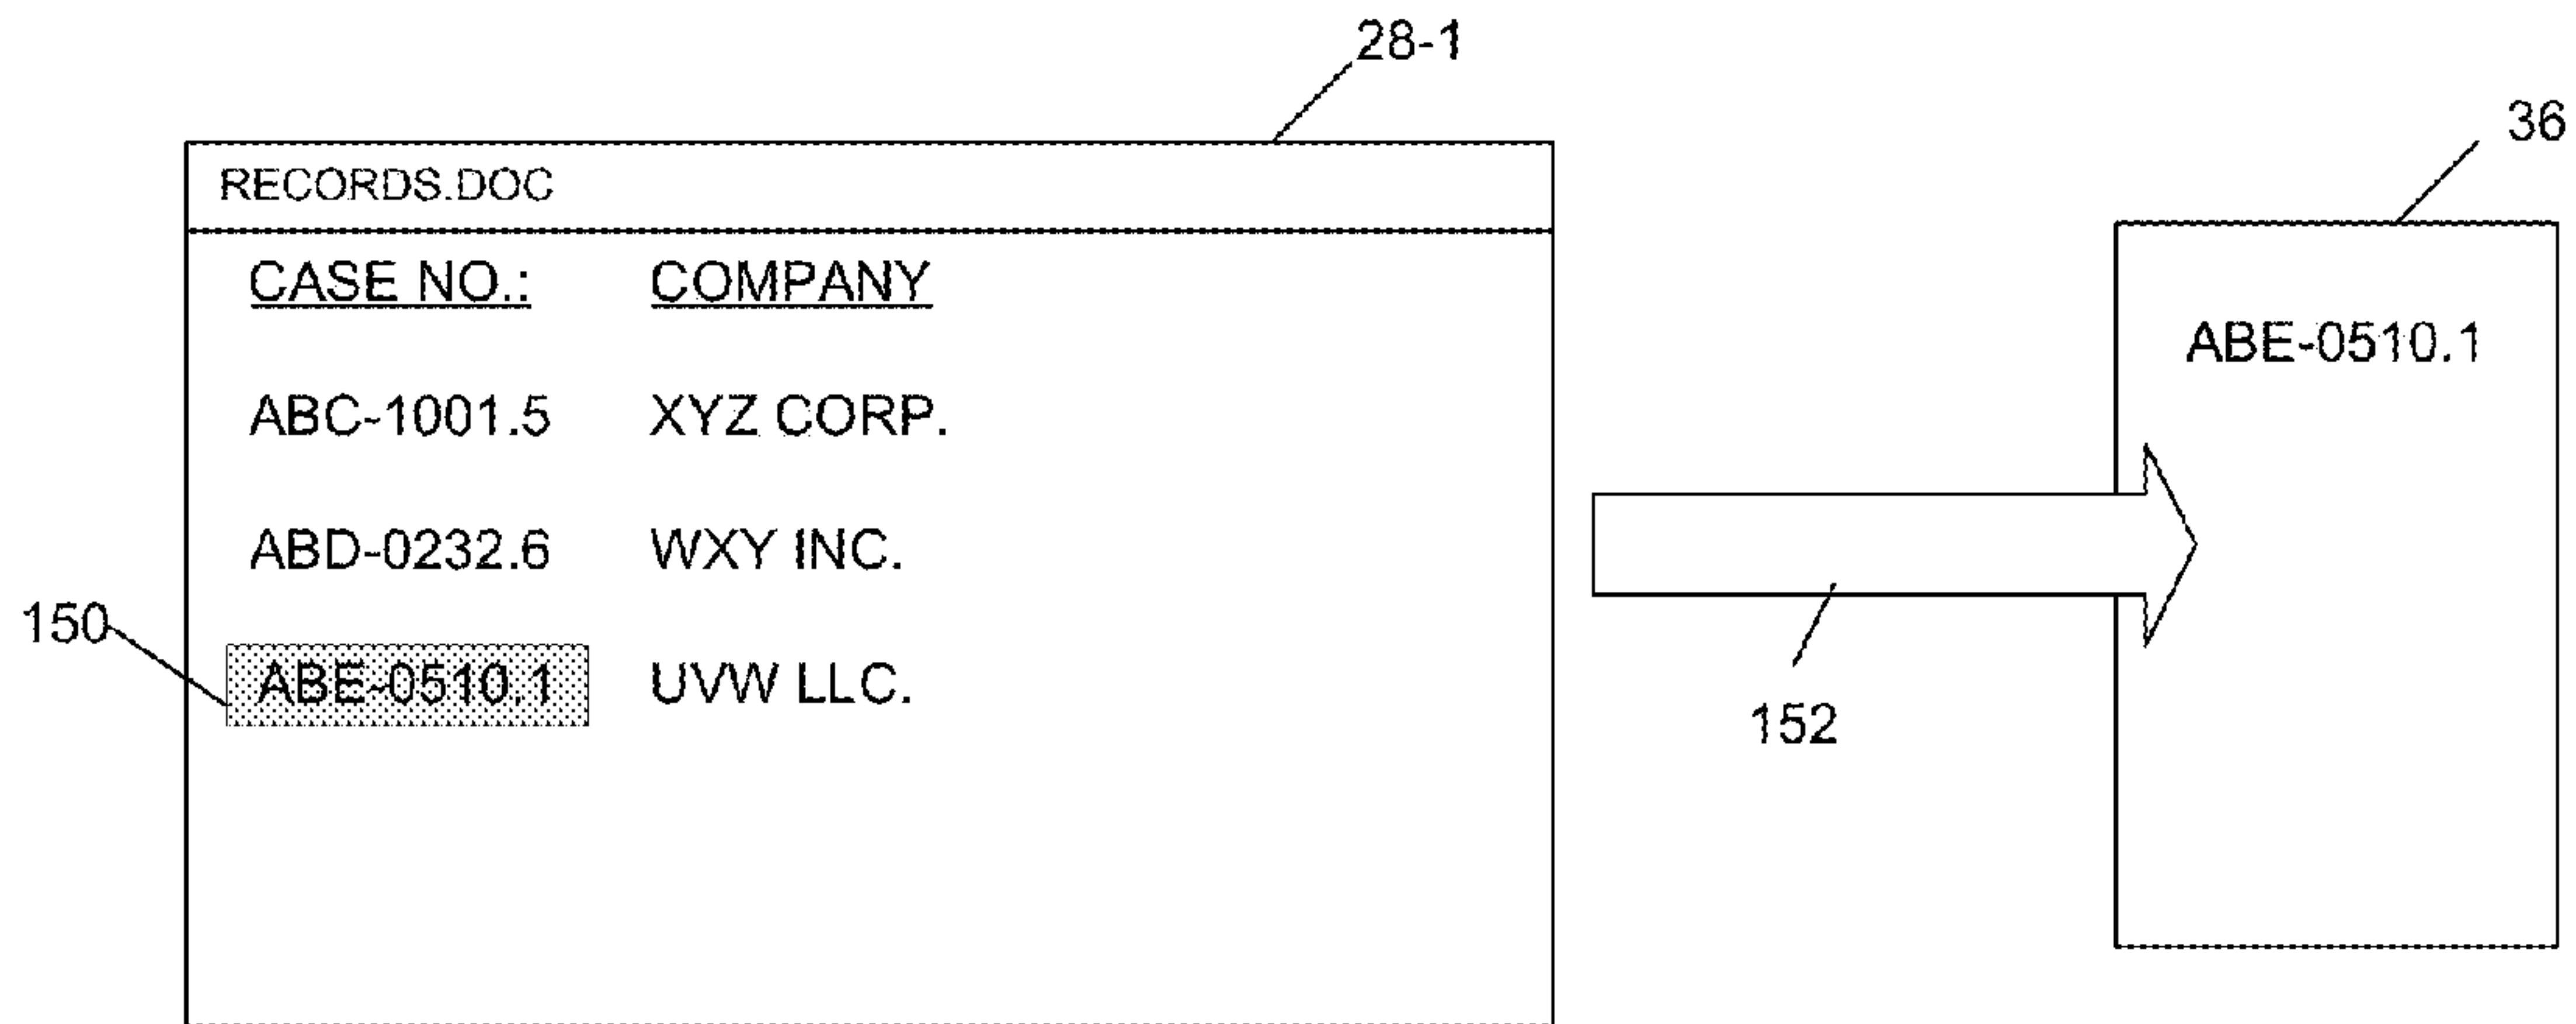 28-1
36
RECORDS.DOC
CASE NO.: COMPANY
ABC-1001.5 XYZ CORP.
ABD-0232.6 WXY INC.
150
ABE-0510.1 UVW LLC.
152
ABE-0510.1